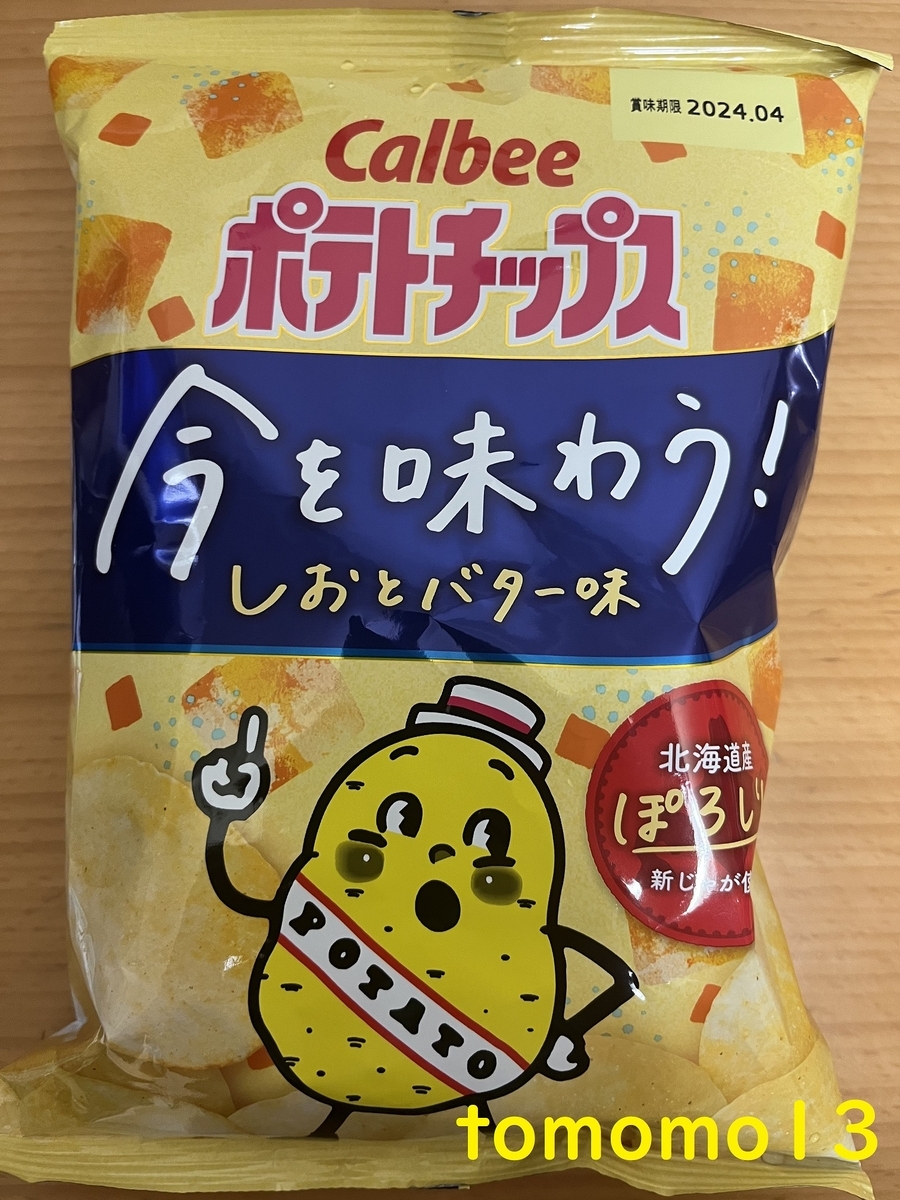 賞味期限 2024.04
Calbee
ポテトチップス
今を味わう!
しおとバター味
北海道産
ぽろし
新じゃが使
POTATO
tomomo13